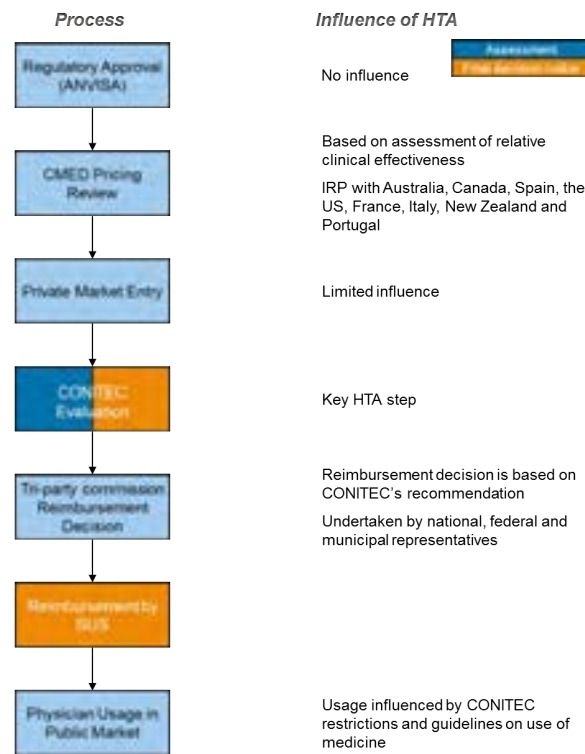 Process
Influence of HTA
Assessment
Regulatory Approval
(ANVISA)
No influence
CMED Pricing
Review
Based on assessment of relative
clinical effectiveness
IRP with Australia, Canada, Spain, the
US, France, Italy, New Zealand and
Portugal
Private Market Entry
Limited influence
CONITEC
Evaluation
Key HTA step
Tri-party commission
Reimbursement
Decision
Reimbursement decision is based on
CONITEC's recommendation
Undertaken by national, federal and
municipal representatives
Reimbursement by
SUS
Physician Usage in
Public Market
Usage influenced by CONITEC
restrictions and guidelines on use of
medicine